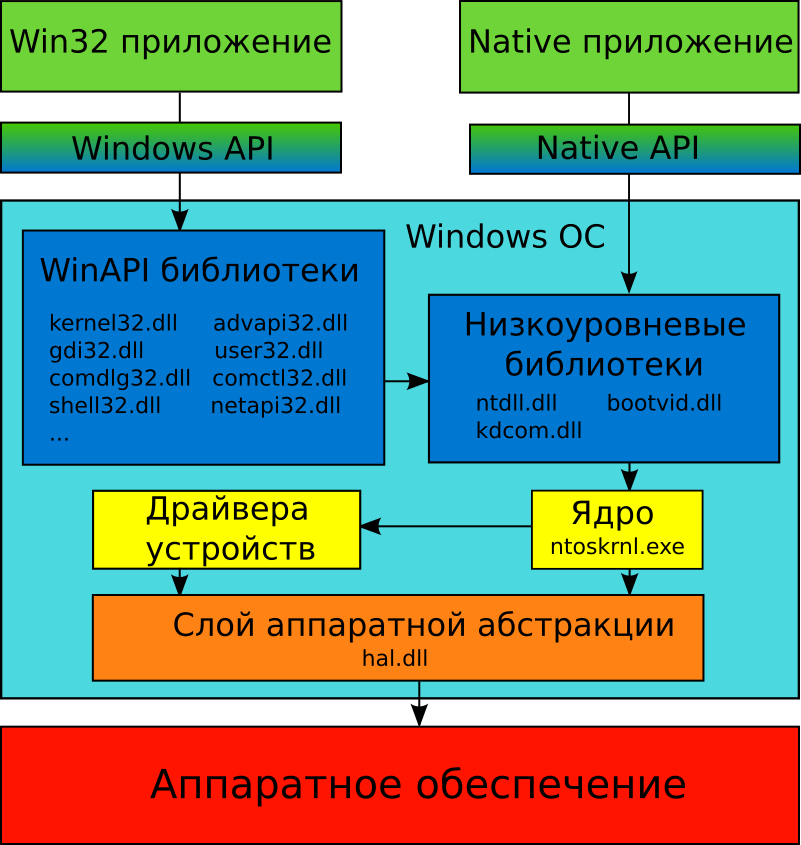 Win32 приложение
Native приложение
Windows API
Native API
Windows ОС
WinAPI библиотеки
kernel32.dll advapi32.dll
gdi32.dll user32.dll
comdlg32.dll comctl32.dll
shell32.dll netapi32.dll
...
Низкоуровневые
библиотеки
ntdll.dll bootvid.dll
kdcom.dll
Драйвера
устройств
Ядро
ntoskrnl.exe
Слой аппаратной абстракции
hal.dll
Аппаратное обеспечение